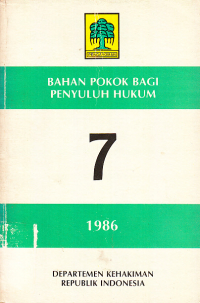 BAHAN POKOK BAGI
PENYULUH HUKUM
7
1986
DEPARTEMEN KEHAKIMAN
REPUBLIK INDONESIA